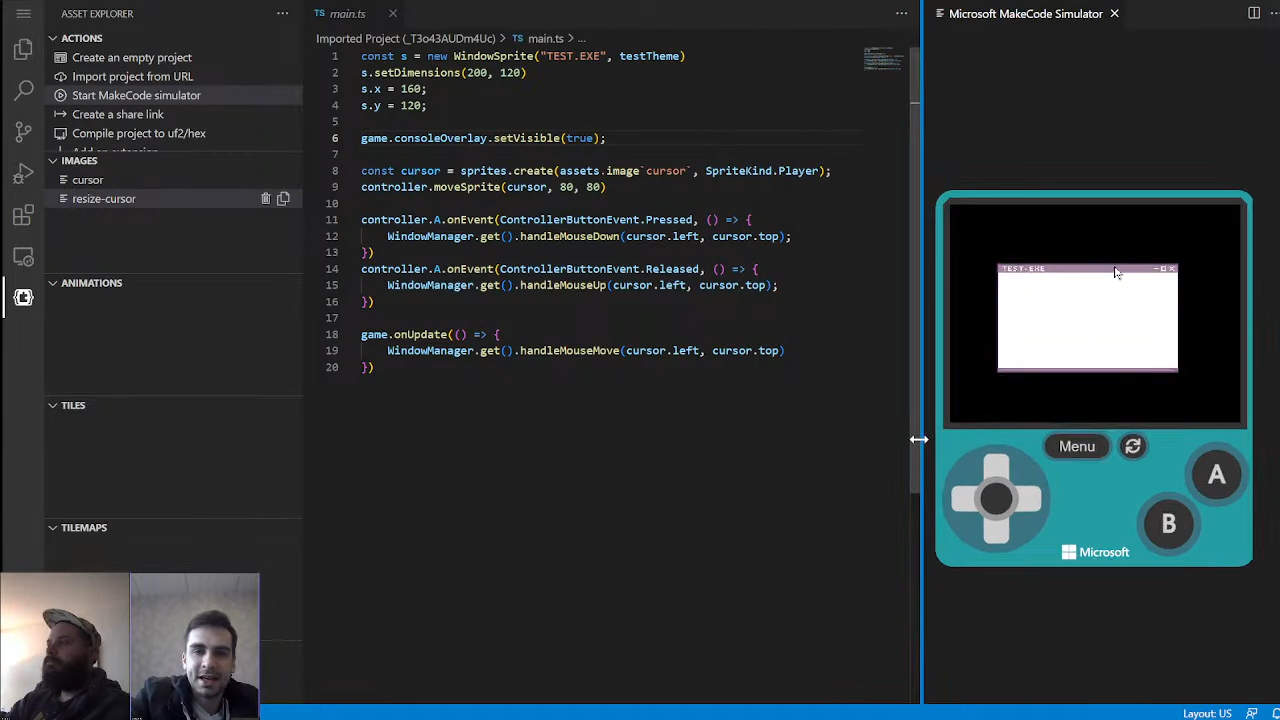 ASSET EXPLORER
ACTIONS
Create an empty project
Import project from
Start MakeCode simulator
Create a share link
Compile project to uf2/hex
Add an extension
IMAGES
cursor
resize-cursor
ANIMATIONS
TILES
TILEMAPS
TS main.ts
Imported Project (_T3o43AUDm4Uc) > TS main.ts > ...
1 const s = new WindowSprite("TEST.EXE", testTheme)
2 s.setDimensions(200, 120)
3 s.x = 160;
4 s.y = 120;
5
6 game.consoleOverlay.setVisible(true);
7
8 const cursor = sprites.create(assets.image`cursor`, SpriteKind.Player);
9 controller.moveSprite(cursor, 80, 80)
10
11 controller.A.onEvent(ControllerButtonEvent.Pressed, () => {
12 WindowManager.get().handleMouseDown(cursor.left, cursor.top);
13 })
14 controller.A.onEvent(ControllerButtonEvent.Released, () => {
15 WindowManager.get().handleMouseUp(cursor.left, cursor.top);
16 })
17
18 game.onUpdate(() => {
19 WindowManager.get().handleMouseMove(cursor.left, cursor.top)
20 })
Microsoft MakeCode Simulator
TEST.EXE
Menu
A
B
Microsoft
Layout: US